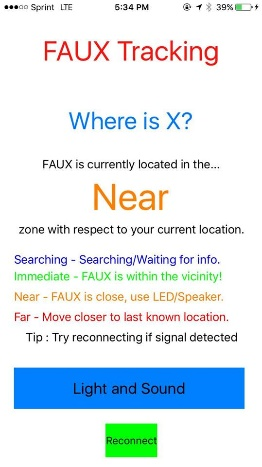 Sprint LTE 5:34 PM 39%
FAUX Tracking
Where is X?
FAUX is currently located in the...
Near
zone with respect to your current location.
Searching - Searching/Waiting for info.
Immediate - FAUX is within the vicinity!
Near - FAUX is close, use LED/Speaker.
Far - Move closer to last known location.
Tip : Try reconnecting if signal detected
Light and Sound
Reconnect